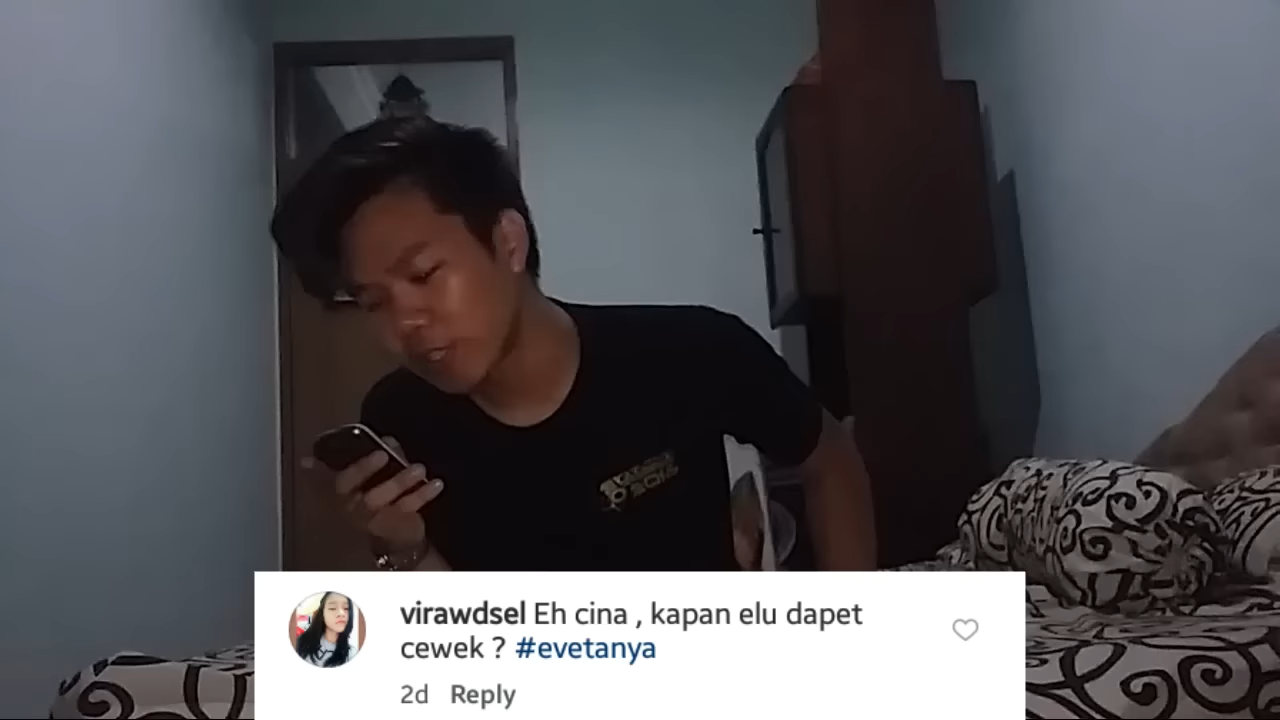 virawdsel Eh cina , kapan elu dapet
cewek ? #evetanya
2d Reply